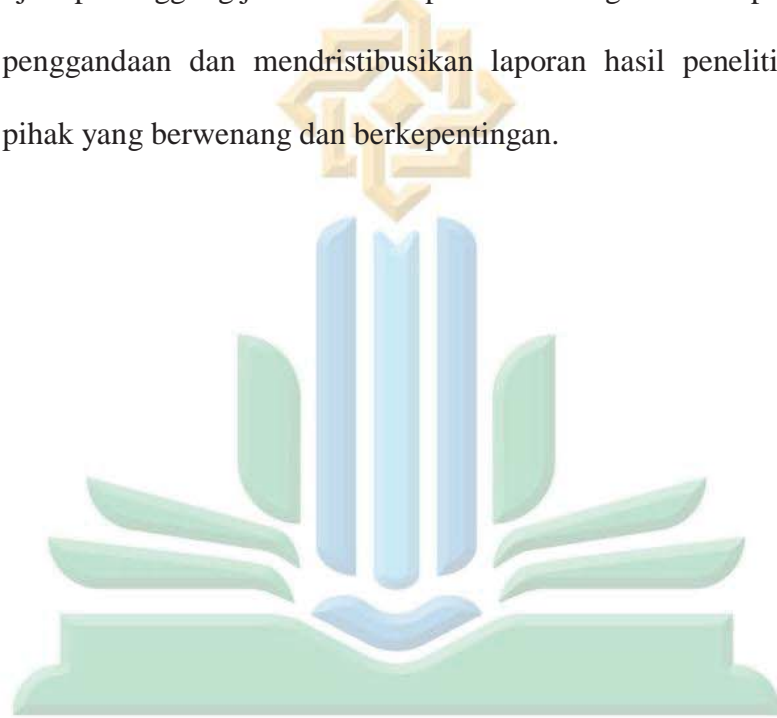 penggandaan dan mendristibusikan laporan hasil peneliti
pihak yang berwenang dan berkepentingan.